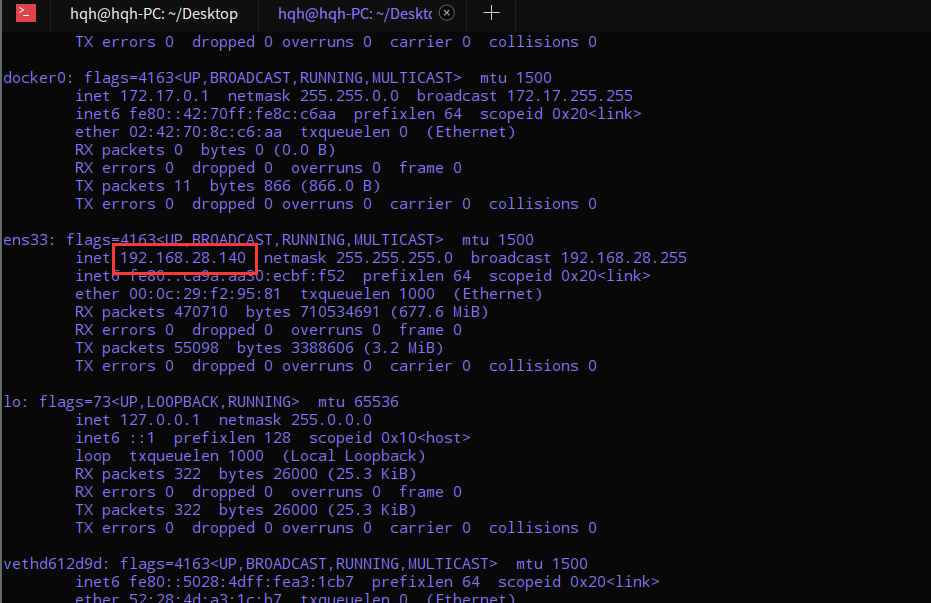 hqh@hqh-PC: ~/Desktop hqh@hqh-PC: ~/Deskt
TX errors 0 dropped 0 overruns 0 carrier 0 collisions 0
docker0: flags=4163<UP,BROADCAST,RUNNING,MULTICAST> mtu 1500
inet 172.17.0.1 netmask 255.255.0.0 broadcast 172.17.255.255
inet6 fe80::42:70ff:fe8c:c6aa prefixlen 64 scopeid 0x20<link>
ether 02:42:70:8c:c6:aa txqueuelen 0 (Ethernet)
RX packets 0 bytes 0 (0.0 B)
RX errors 0 dropped 0 overruns 0 frame 0
TX packets 11 bytes 866 (866.0 B)
TX errors 0 dropped 0 overruns 0 carrier 0 collisions 0
ens33: flags=4163<UP,BROADCAST,RUNNING,MULTICAST> mtu 1500
inet 192.168.28.140 netmask 255.255.255.0 broadcast 192.168.28.255
inet6 fe80::ca9a:aa30:ecbf:f52 prefixlen 64 scopeid 0x20<link>
ether 00:0c:29:f2:95:81 txqueuelen 1000 (Ethernet)
RX packets 470710 bytes 710534691 (677.6 MiB)
RX errors 0 dropped 0 overruns 0 frame 0
TX packets 55098 bytes 3388606 (3.2 MiB)
TX errors 0 dropped 0 overruns 0 carrier 0 collisions 0
lo: flags=73<UP,LOOPBACK,RUNNING> mtu 65536
inet 127.0.0.1 netmask 255.0.0.0
inet6 ::1 prefixlen 128 scopeid 0x10<host>
loop txqueuelen 1000 (Local Loopback)
RX packets 322 bytes 26000 (25.3 KiB)
RX errors 0 dropped 0 overruns 0 frame 0
TX packets 322 bytes 26000 (25.3 KiB)
TX errors 0 dropped 0 overruns 0 carrier 0 collisions 0
vethd612d9d: flags=4163<UP,BROADCAST,RUNNING,MULTICAST> mtu 1500
inet6 fe80::5028:4dff:fea3:1cb7 prefixlen 64 scopeid 0x20<link>
ether 52:28:4d:a3:1c:b7 txqueuelen 0 (Ethernet)